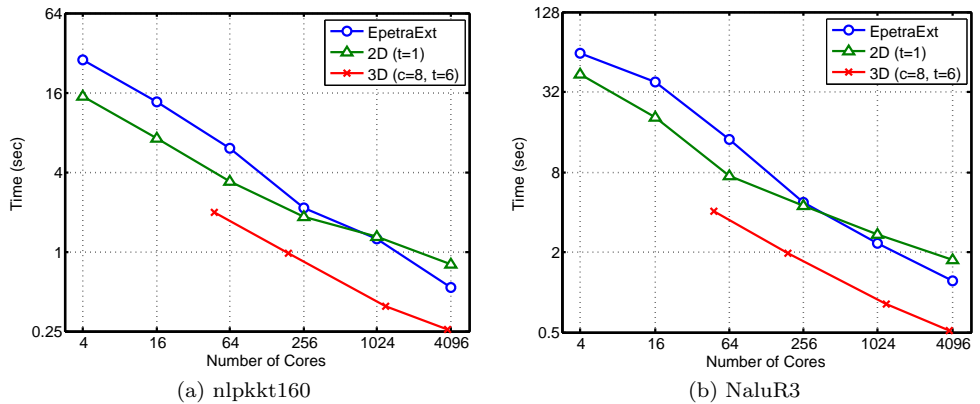 64
16
4
1
0.25
Time (sec)
EpetraExt
2D (t=1)
3D (c=8, t=6)
4 16 64 256 1024 4096
Number of Cores
(a) nlpkkt160
128
32
8
2
0.5
Time (sec)
EpetraExt
2D (t=1)
3D (c=8, t=6)
4 16 64 256 1024 4096
Number of Cores
(b) NaluR3